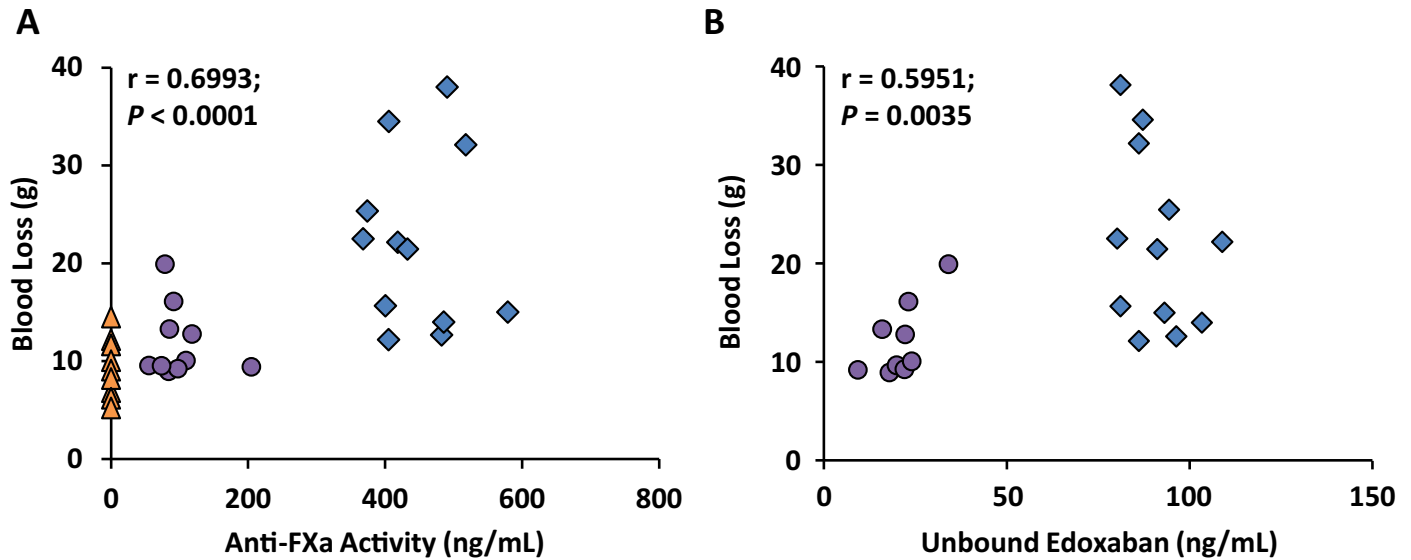 A
r = 0.6993;
P < 0.0001
Blood Loss (g)
40
30
20
10
0
0 200 400 600 800
Anti-FXa Activity (ng/mL)
B
r = 0.5951;
P = 0.0035
Blood Loss (g)
40
30
20
10
0
0 50 100 150
Unbound Edoxaban (ng/mL)